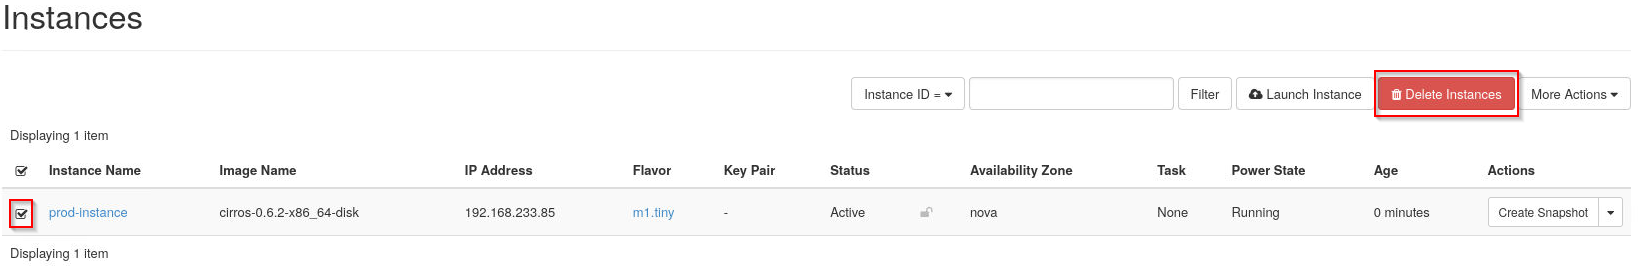 Instances
Instance ID = Filter Launch Instance Delete Instances More Actions
Displaying 1 item
Instance Name Image Name IP Address Flavor Key Pair Status Availability Zone Task Power State Age Actions
prod-instance cirros-0.6.2-x86_64-disk 192.168.233.85 m1.tiny - Active nova None Running 0 minutes Create Snapshot
Displaying 1 item